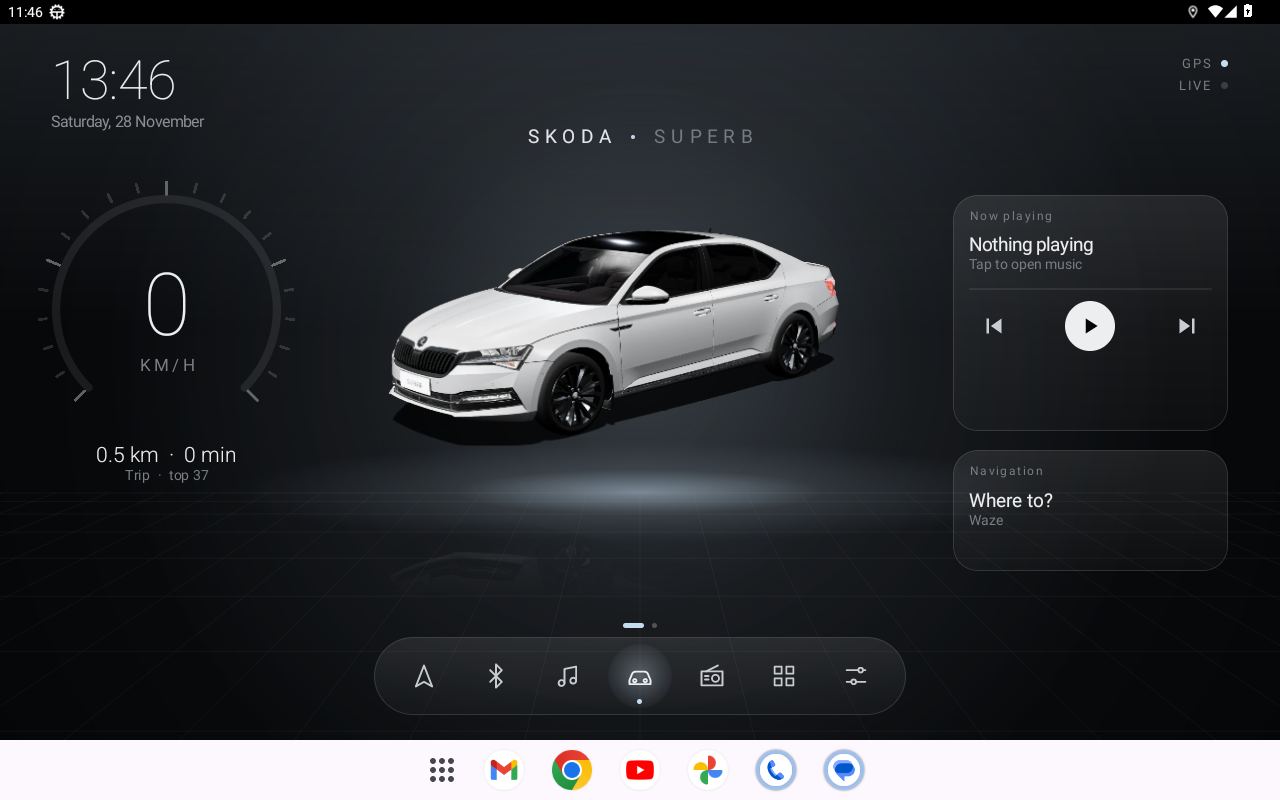 11:46
13:46
Saturday, 28 November
GPS
LIVE
SKODA • SUPERB
0
KM/H
0.5 km · 0 min
Trip · top 37
Now playing
Nothing playing
Tap to open music
Navigation
Where to?
Waze